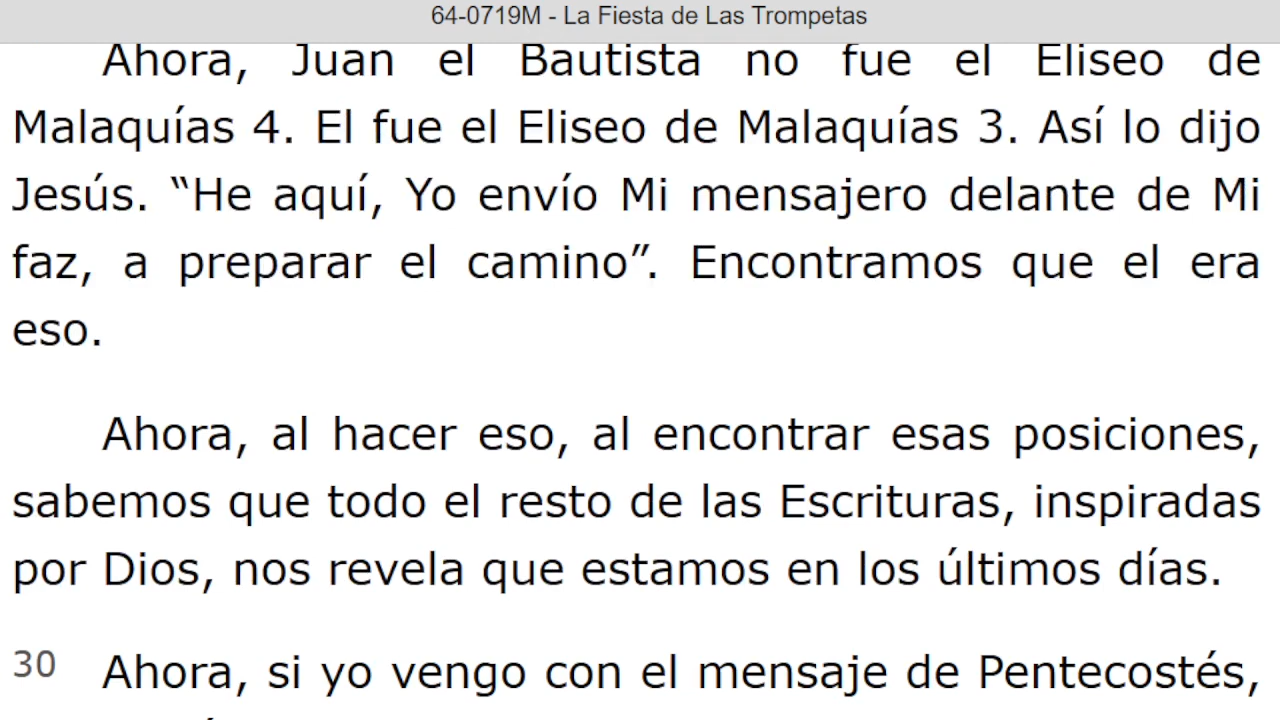 64-0719M - La Fiesta de Las Trompetas
Ahora, Juan el Bautista no fue el Eliseo de
Malaquías 4. El fue el Eliseo de Malaquías 3. Así lo dijo
Jesús. “He aquí, Yo envío Mi mensajero delante de Mi
faz, a preparar el camino”. Encontramos que el era
eso.
Ahora, al hacer eso, al encontrar esas posiciones,
sabemos que todo el resto de las Escrituras, inspiradas
por Dios, nos revela que estamos en los últimos días.
30 Ahora, si yo vengo con el mensaje de Pentecostés,